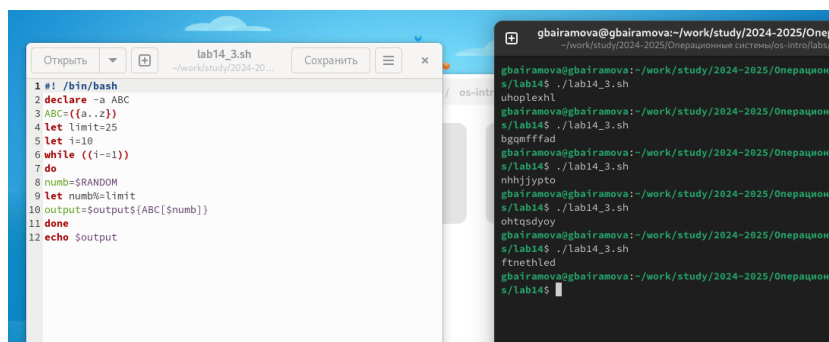 Открыть
lab14_3.sh
~/work/study/2024-20...
Сохранить
1 #! /bin/bash
2 declare -a ABC
3 ABC=({a..z})
4 let limit=25
5 let i=10
6 while ((i-=1))
7 do
8 numb=$RANDOM
9 let numb%=limit
10 output=$output${ABC[$numb]}
11 done
12 echo $output
/ os-intr
gbairamova@gbairamova:~/work/study/2024-2025/Опе
~/work/study/2024-2025/Операционные системы/os-intro/labs/
gbairamova@gbairamova:~/work/study/2024-2025/Операцион
s/lab14$ ./lab14_3.sh
uhoplexhl
gbairamova@gbairamova:~/work/study/2024-2025/Операцион
s/lab14$ ./lab14_3.sh
bgqmfffad
gbairamova@gbairamova:~/work/study/2024-2025/Операцион
s/lab14$ ./lab14_3.sh
nhhjjypto
gbairamova@gbairamova:~/work/study/2024-2025/Операцион
s/lab14$ ./lab14_3.sh
ohtqsdyoy
gbairamova@gbairamova:~/work/study/2024-2025/Операцион
s/lab14$ ./lab14_3.sh
ftnethled
gbairamova@gbairamova:~/work/study/2024-2025/Операцион
s/lab14$